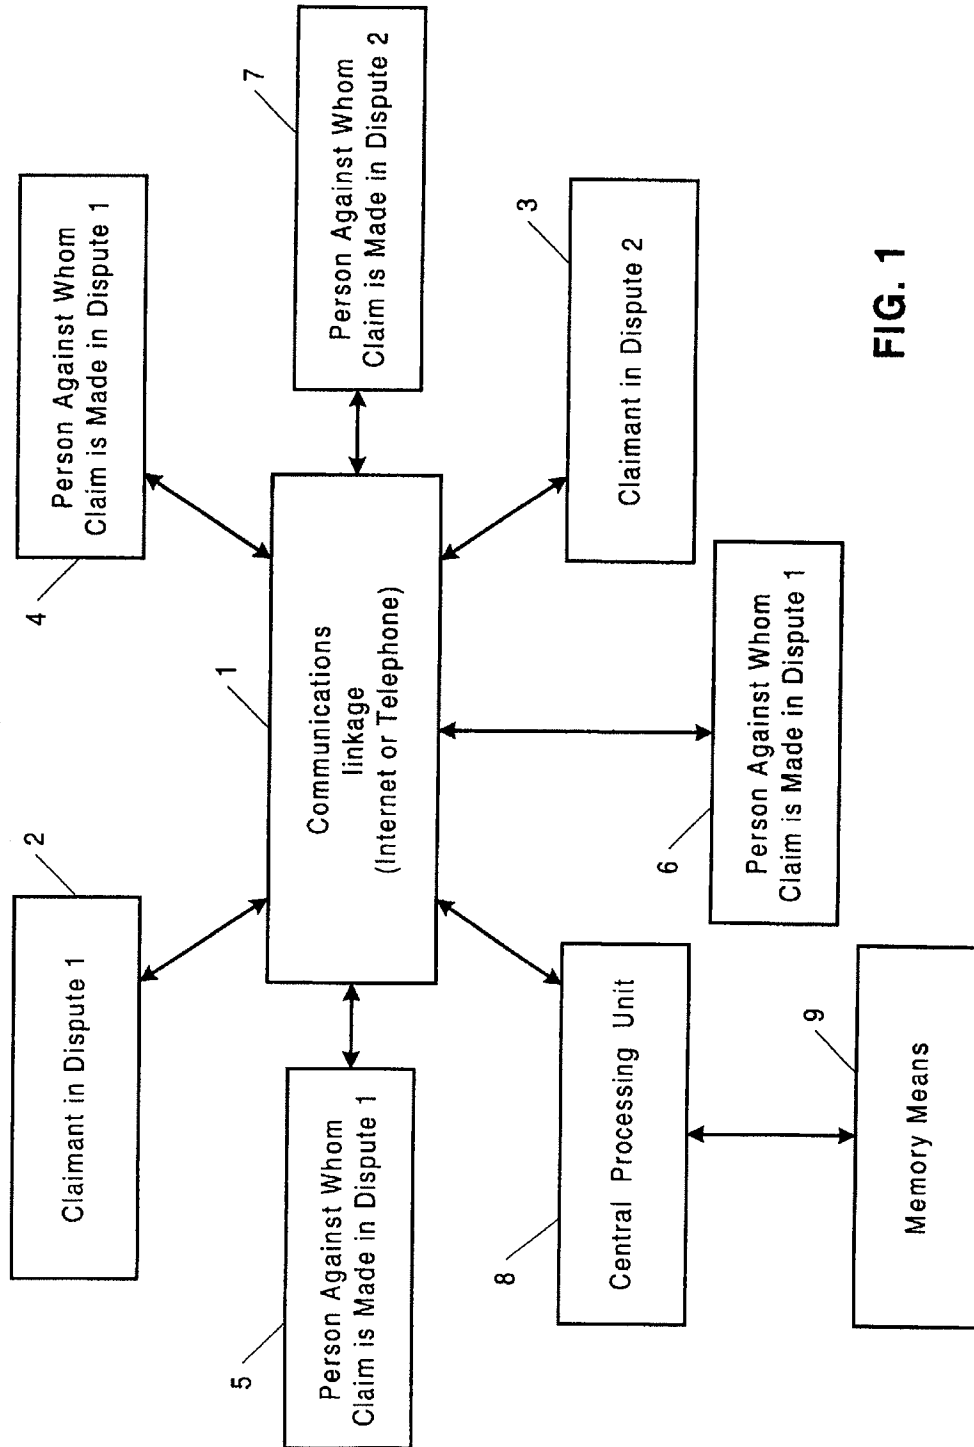 2
Claimant in Dispute 1
4
Person Against Whom
Claim is Made in Dispute 1
5
Person Against Whom
Claim is Made in Dispute 1
1
Communications
linkage
(Internet or Telephone)
7
Person Against Whom
Claim is Made in Dispute 2
8
Central Processing Unit
6
Person Against Whom
Claim is Made in Dispute 1
3
Claimant in Dispute 2
9
Memory Means
FIG. 1